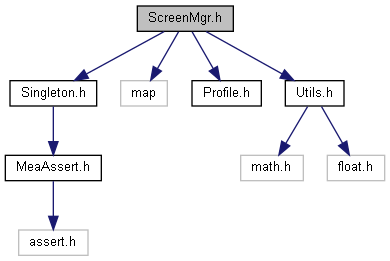 ScreenMgr.h
Singleton.h
map
Profile.h
Utils.h
MeaAssert.h
math.h
float.h
assert.h